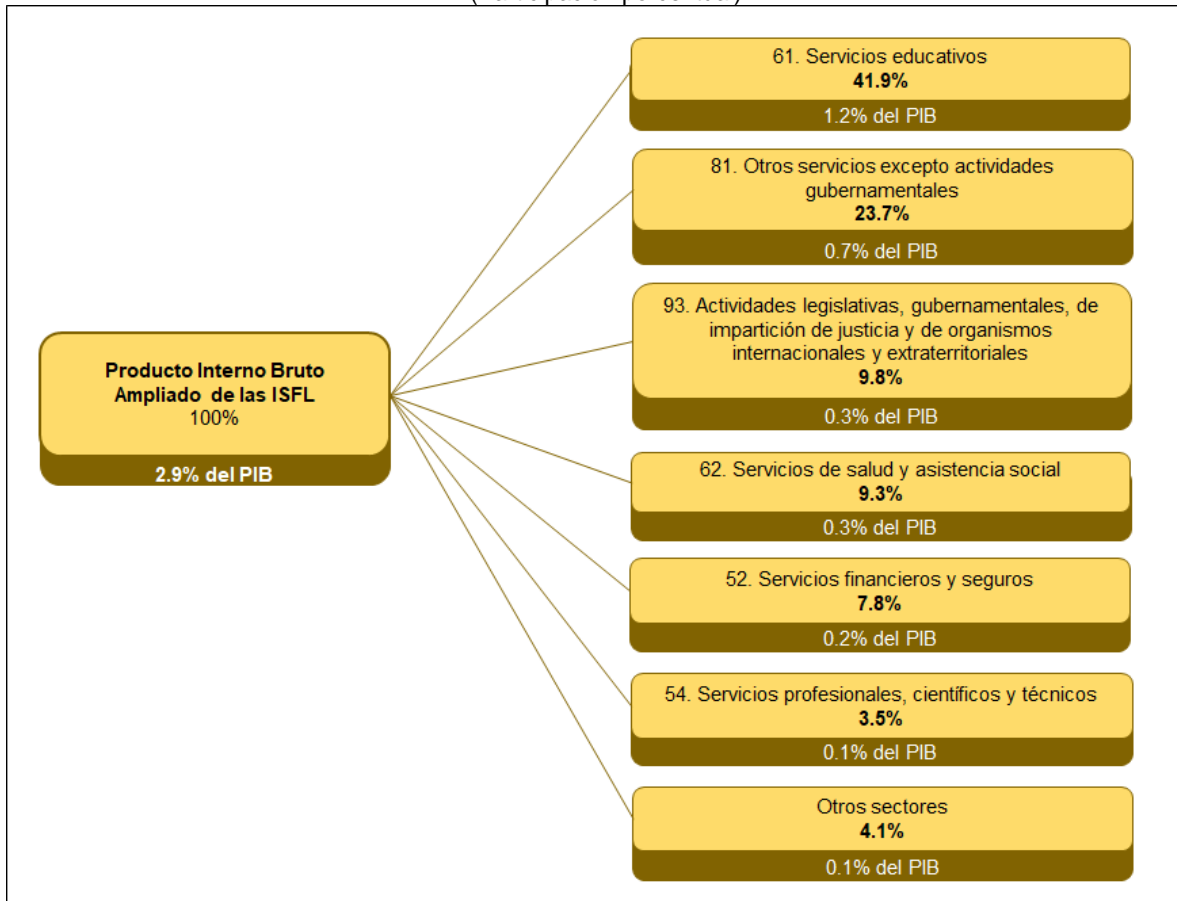 Producto Interno Bruto
Ampliado de las ISFL
100%
2.9% del PIB
61. Servicios educativos
41.9%
1.2% del PIB
81. Otros servicios excepto actividades
gubernamentales
23.7%
0.7% del PIB
93. Actividades legislativas, gubernamentales, de
impartición de justicia y de organismos
internacionales y extraterritoriales
9.8%
0.3% del PIB
62. Servicios de salud y asistencia social
9.3%
0.3% del PIB
52. Servicios financieros y seguros
7.8%
0.2% del PIB
54. Servicios profesionales, científicos y técnicos
3.5%
0.1% del PIB
Otros sectores
4.1%
0.1% del PIB